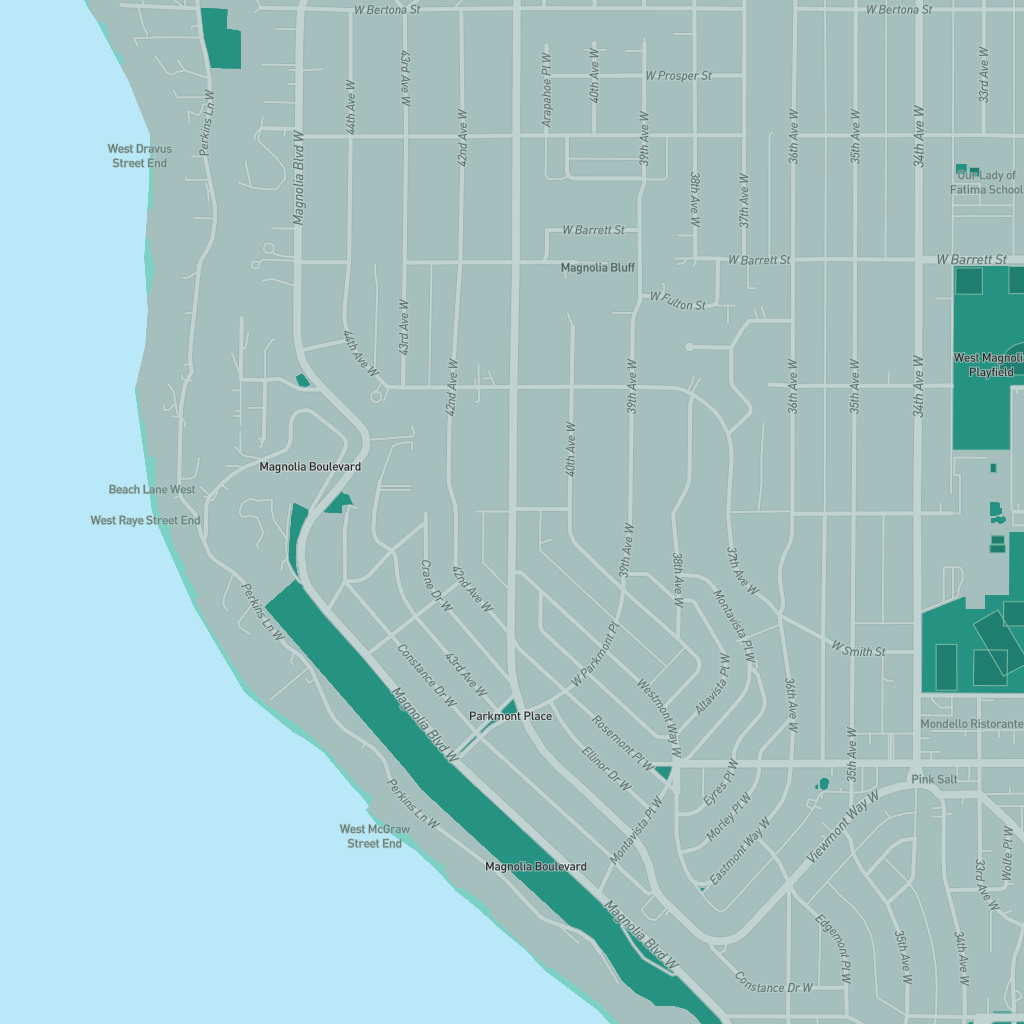 W Bertona St
W Bertona St
43rd Ave W
40th Ave W
33rd Ave W
Arapahoe Pl W
W Prosper St
44th Ave W
Perkins Ln W
42nd Ave W
39th Ave W
36th Ave W
35th Ave W
34th Ave W
West Dravus
Street End
Magnolia Blvd W
38th Ave W
37th Ave W
Our Lady of
Fatima School
W Barrett St
W Barrett St
W Barrett St
Magnolia Bluff
W Fulton St
43rd Ave W
44th Ave W
West Magnolia
Playfield
42nd Ave W
39th Ave W
36th Ave W
35th Ave W
34th Ave W
40th Ave W
Magnolia Boulevard
Beach Lane West
West Raye Street End
39th Ave W
Crane Dr W
42nd Ave W
38th Ave W
37th Ave W
Perkins Ln W
Montavista Pl W
W Parkmont Pl
W Smith St
Constance Dr W
43rd Ave W
Altavista Pl W
Westmont Way W
36th Ave W
Magnolia Blvd W
Parkmont Place
Rosemont Pl W
Mondello Ristorante
35th Ave W
Ellinor Dr W
Eyres Pl W
Pink Salt
Perkins Ln W
Morley Pl W
Viewmont Way W
West McGraw
Street End
Montavista Pl W
Eastmont Way W
Wolfe Pl W
Magnolia Boulevard
33rd Ave W
Magnolia Blvd W
Edgemont Pl W
35th Ave W
34th Ave W
Constance Dr W